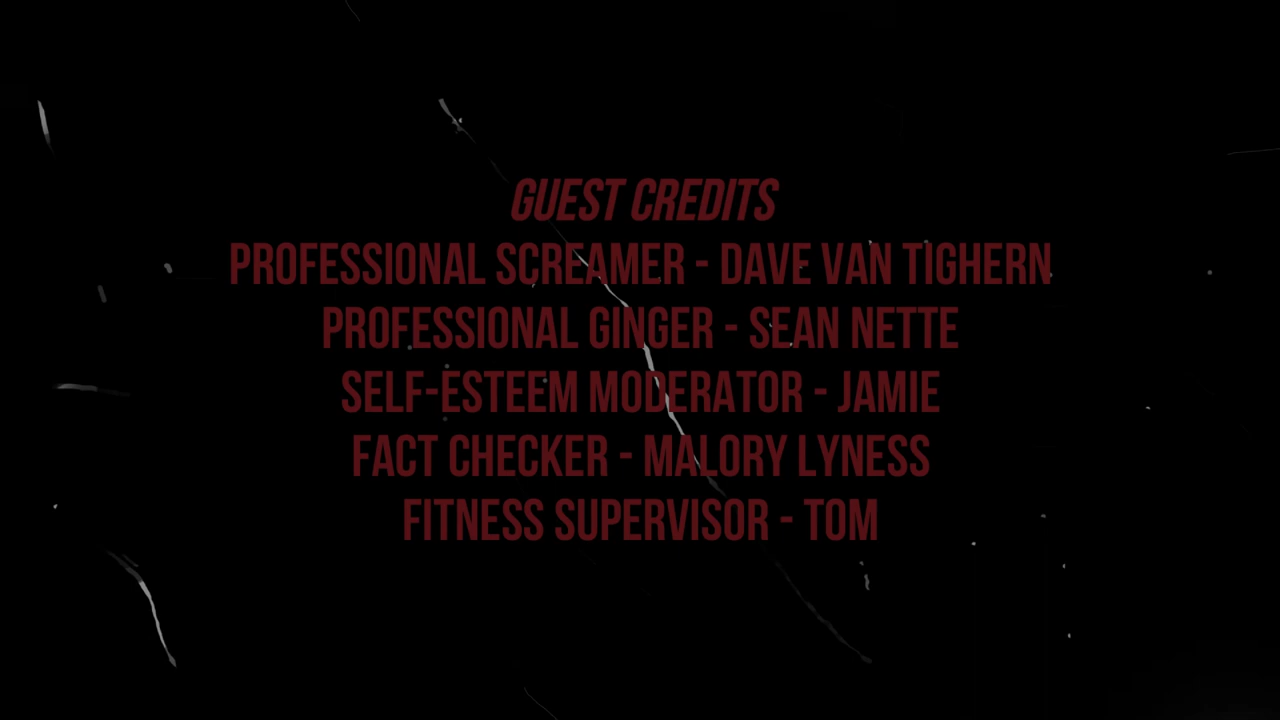 GUEST CREDITS
PROFESSIONAL SCREAMER - DAVE VAN TIGHERN
PROFESSIONAL GINGER - SEAN NETTE
SELF-ESTEEM MODERATOR - JAMIE
FACT CHECKER - MALORY LYNESS
FITNESS SUPERVISOR - TOM